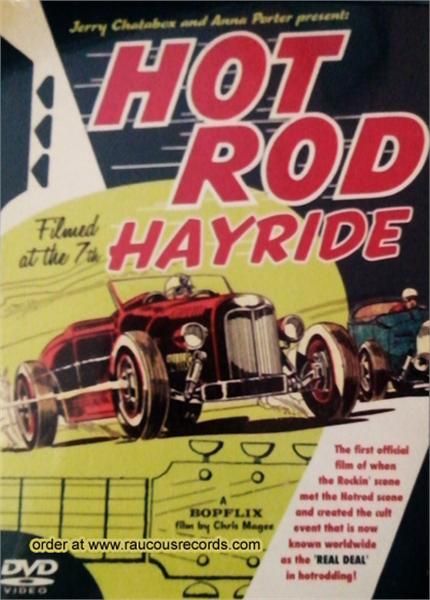 Jerry Chatabox and Anna Porter present:
HOT
ROD
HAYRIDE
Filmed
at the 7th
The first official
film of when
the Rockin' scene
met the Hotrod scene
and created the cult
event that is now
known worldwide
as the 'REAL DEAL'
in hotrodding!
A
BOPFLIX
film by Chris Magee
order at www.raucousrecords.com
DVD
VIDEO